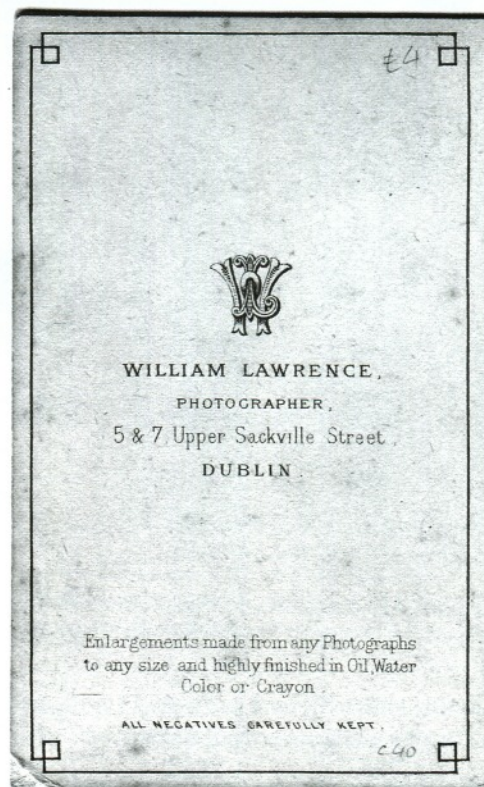 £4
WILLIAM LAWRENCE,
PHOTOGRAPHER,
5 & 7 Upper Sackville Street.
DUBLIN.
Enlargements made from any Photographs
to any size and highly finished in Oil, Water
Color or Crayon.
ALL NEGATIVES CAREFULLY KEPT.
c40